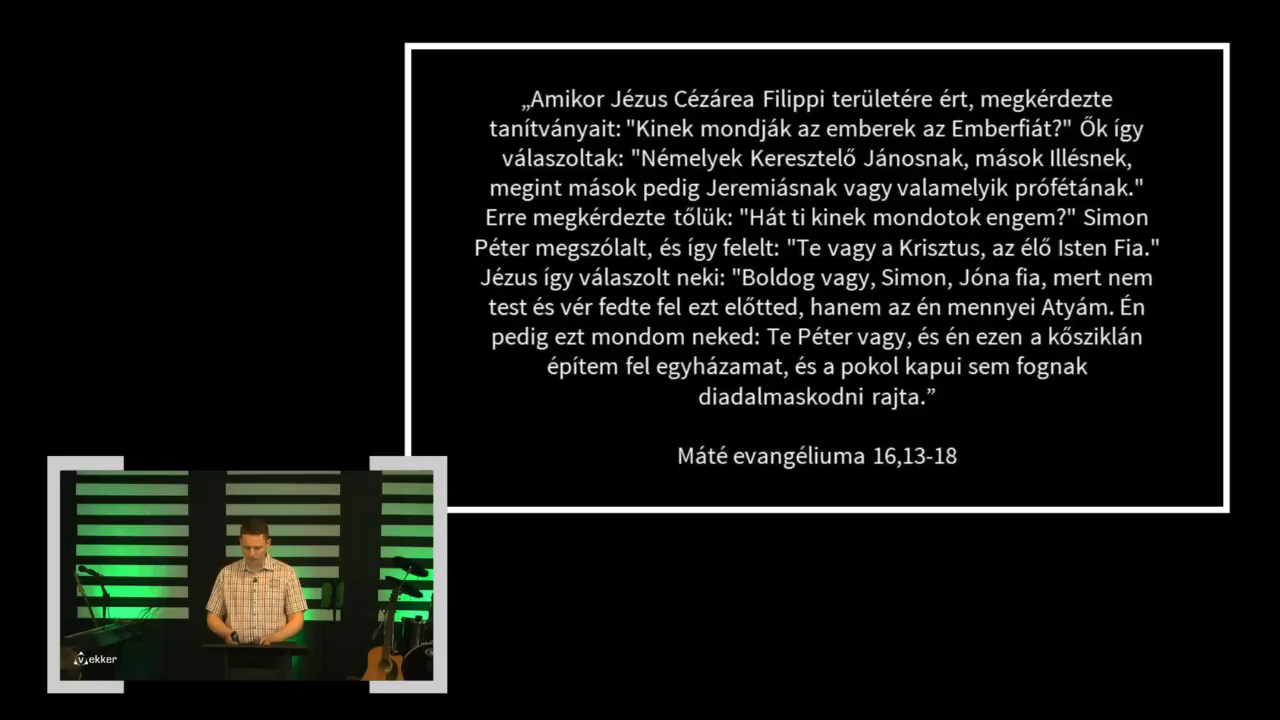 „Amikor Jézus Cézárea Filippi területére ért, megkérdezte
tanítványait: "Kinek mondják az emberek az Emberfiát?" Ők így
válaszoltak: "Némelyek Keresztelő Jánosnak, mások Illésnek,
megint mások pedig Jeremiásnak vagy valamelyik prófétának."
Erre megkérdezte tőlük: "Hát ti kinek mondotok engem?" Simon
Péter megszólalt, és így felelt: "Te vagy a Krisztus, az élő Isten Fia."
Jézus így válaszolt neki: "Boldog vagy, Simon, Jóna fia, mert nem
test és vér fedte fel ezt előtted, hanem az én mennyei Atyám. Én
pedig ezt mondom neked: Te Péter vagy, és én ezen a kősziklán
építem fel egyházamat, és a pokol kapui sem fognak
diadalmaskodni rajta.”
Máté evangéliuma 16,13-18
vekker